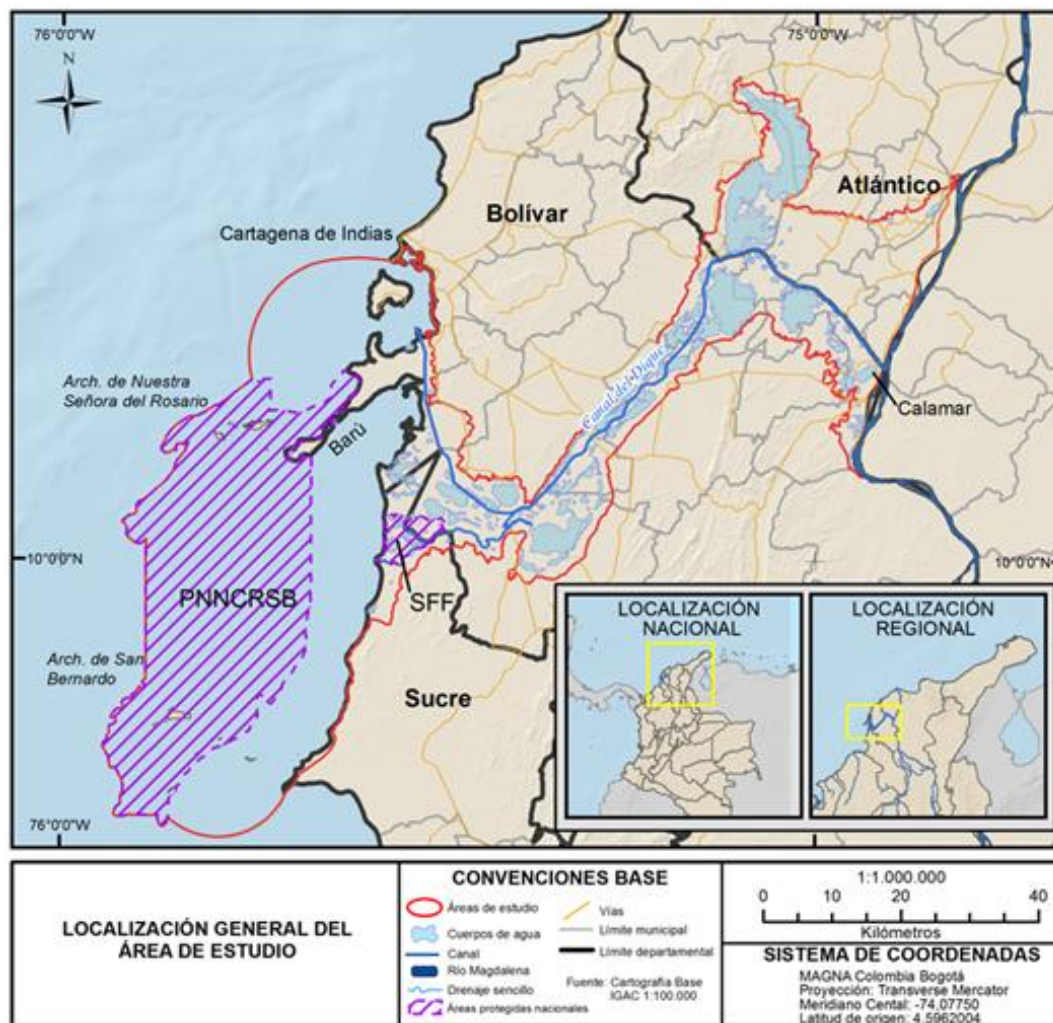 76°0'0"W
75°0'0"W
N
Atlántico
Bolívar
Cartagena de Indias
Arch. de Nuestra
Señora del Rosario
Canal del Dique
Calamar
Barú
10°0'0"N
10°0'0"N
PNNCRSB
SFF
LOCALIZACIÓN
NACIONAL
LOCALIZACIÓN
REGIONAL
Arch. de San
Bernardo
Sucre
76°0'0"W
LOCALIZACIÓN GENERAL DEL
ÁREA DE ESTUDIO
CONVENCIONES BASE
Áreas de estudio
Cuerpos de agua
Canal
Río Magdalena
Drenaje sencillo
Áreas protegidas nacionales
Vías
Límite municipal
Límite departamental
Fuente: Cartografía Base
IGAC 1:100.000
1:1.000.000
0 10 20 40
Kilómetros
SISTEMA DE COORDENADAS
MAGNA Colombia Bogotá
Proyección: Transverse Mercator
Meridiano Cental: -74,07750
Latitud de origen: 4.5962004